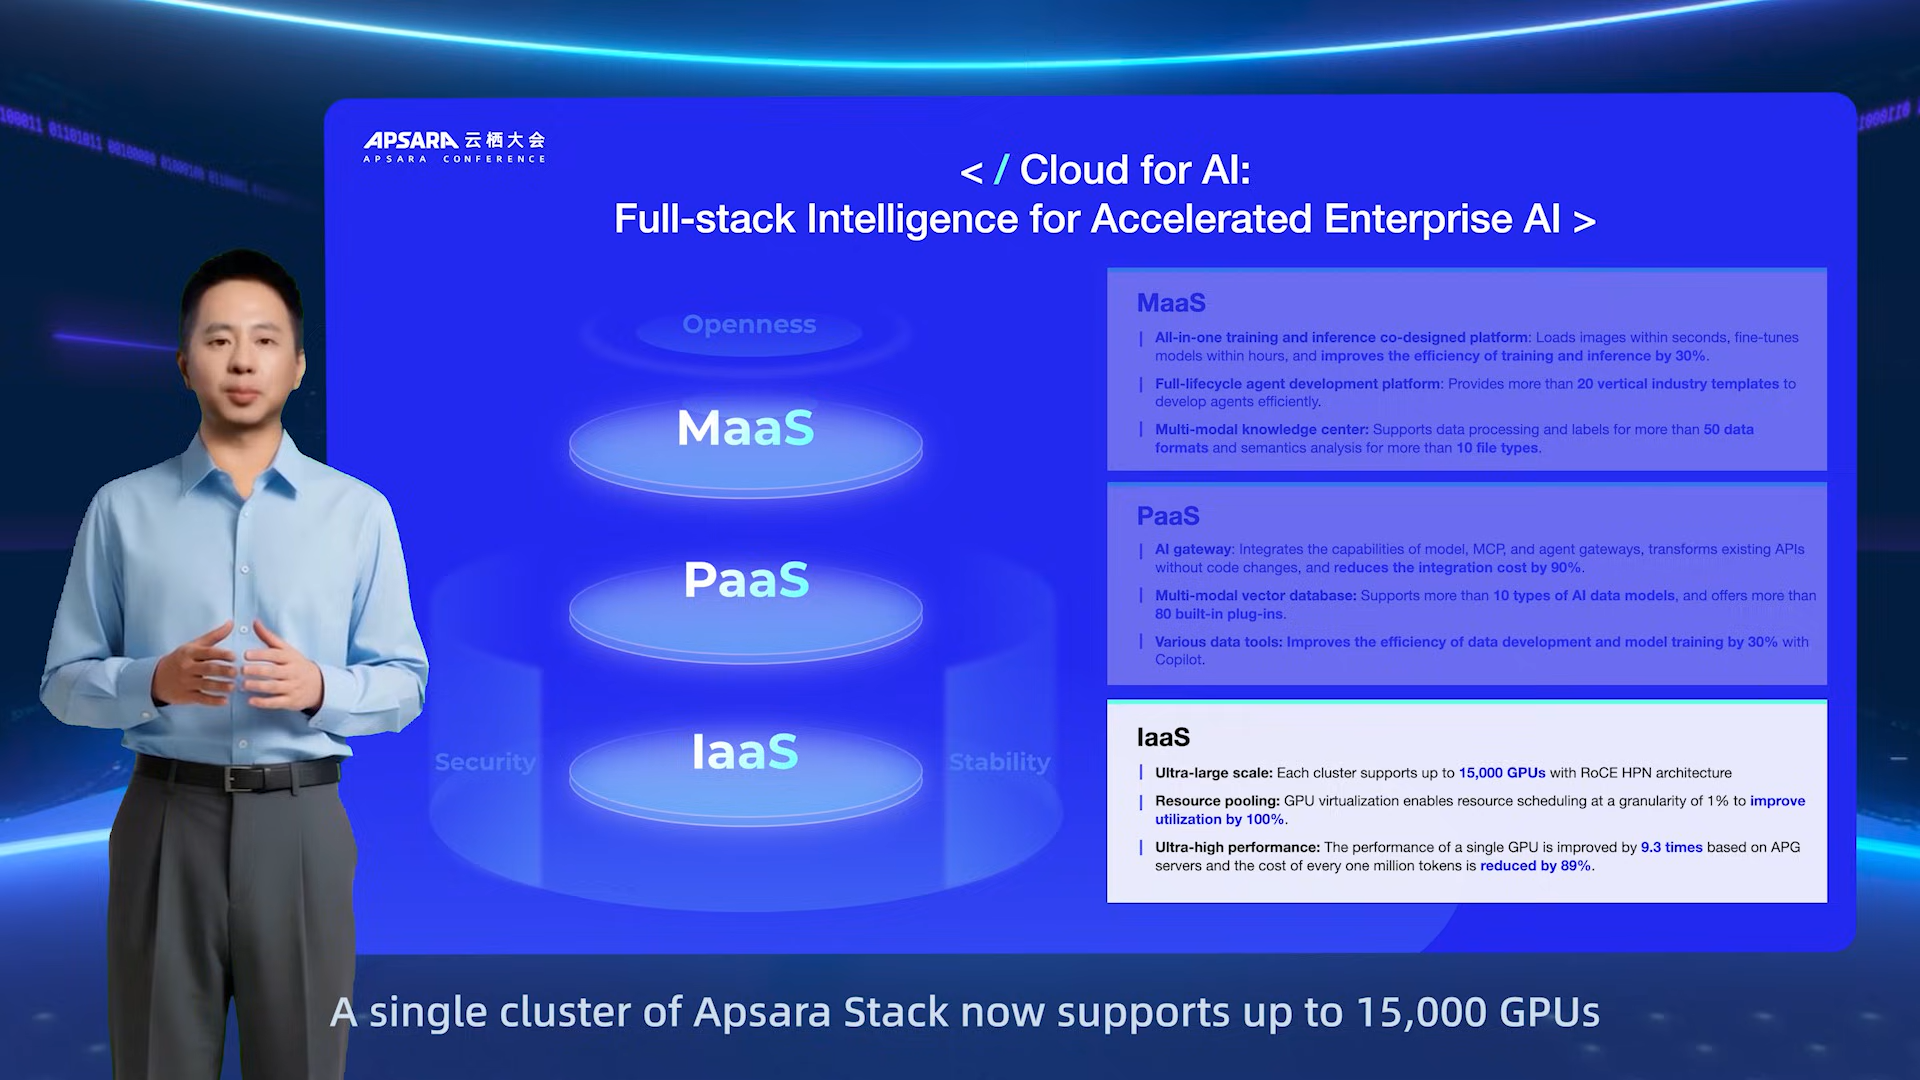 APSARA 云栖大会
APSARA CONFERENCE
< / Cloud for AI:
Full-stack Intelligence for Accelerated Enterprise AI >
Openness
MaaS
PaaS
IaaS
Security
Stability
MaaS
All-in-one training and inference co-designed platform: Loads images within seconds, fine-tunes
models within hours, and improves the efficiency of training and inference by 30%.
Full-lifecycle agent development platform: Provides more than 20 vertical industry templates to
develop agents efficiently.
Multi-modal knowledge center: Supports data processing and labels for more than 50 data
formats and semantics analysis for more than 10 file types.
PaaS
AI gateway: Integrates the capabilities of model, MCP, and agent gateways, transforms existing APIs
without code changes, and reduces the integration cost by 90%.
Multi-modal vector database: Supports more than 10 types of AI data models, and offers more than
80 built-in plug-ins.
Various data tools: Improves the efficiency of data development and model training by 30% with
Copilot.
IaaS
Ultra-large scale: Each cluster supports up to 15,000 GPUs with RoCE HPN architecture
Resource pooling: GPU virtualization enables resource scheduling at a granularity of 1% to improve
utilization by 100%.
Ultra-high performance: The performance of a single GPU is improved by 9.3 times based on APG
servers and the cost of every one million tokens is reduced by 89%.
A single cluster of Apsara Stack now supports up to 15,000 GPUs